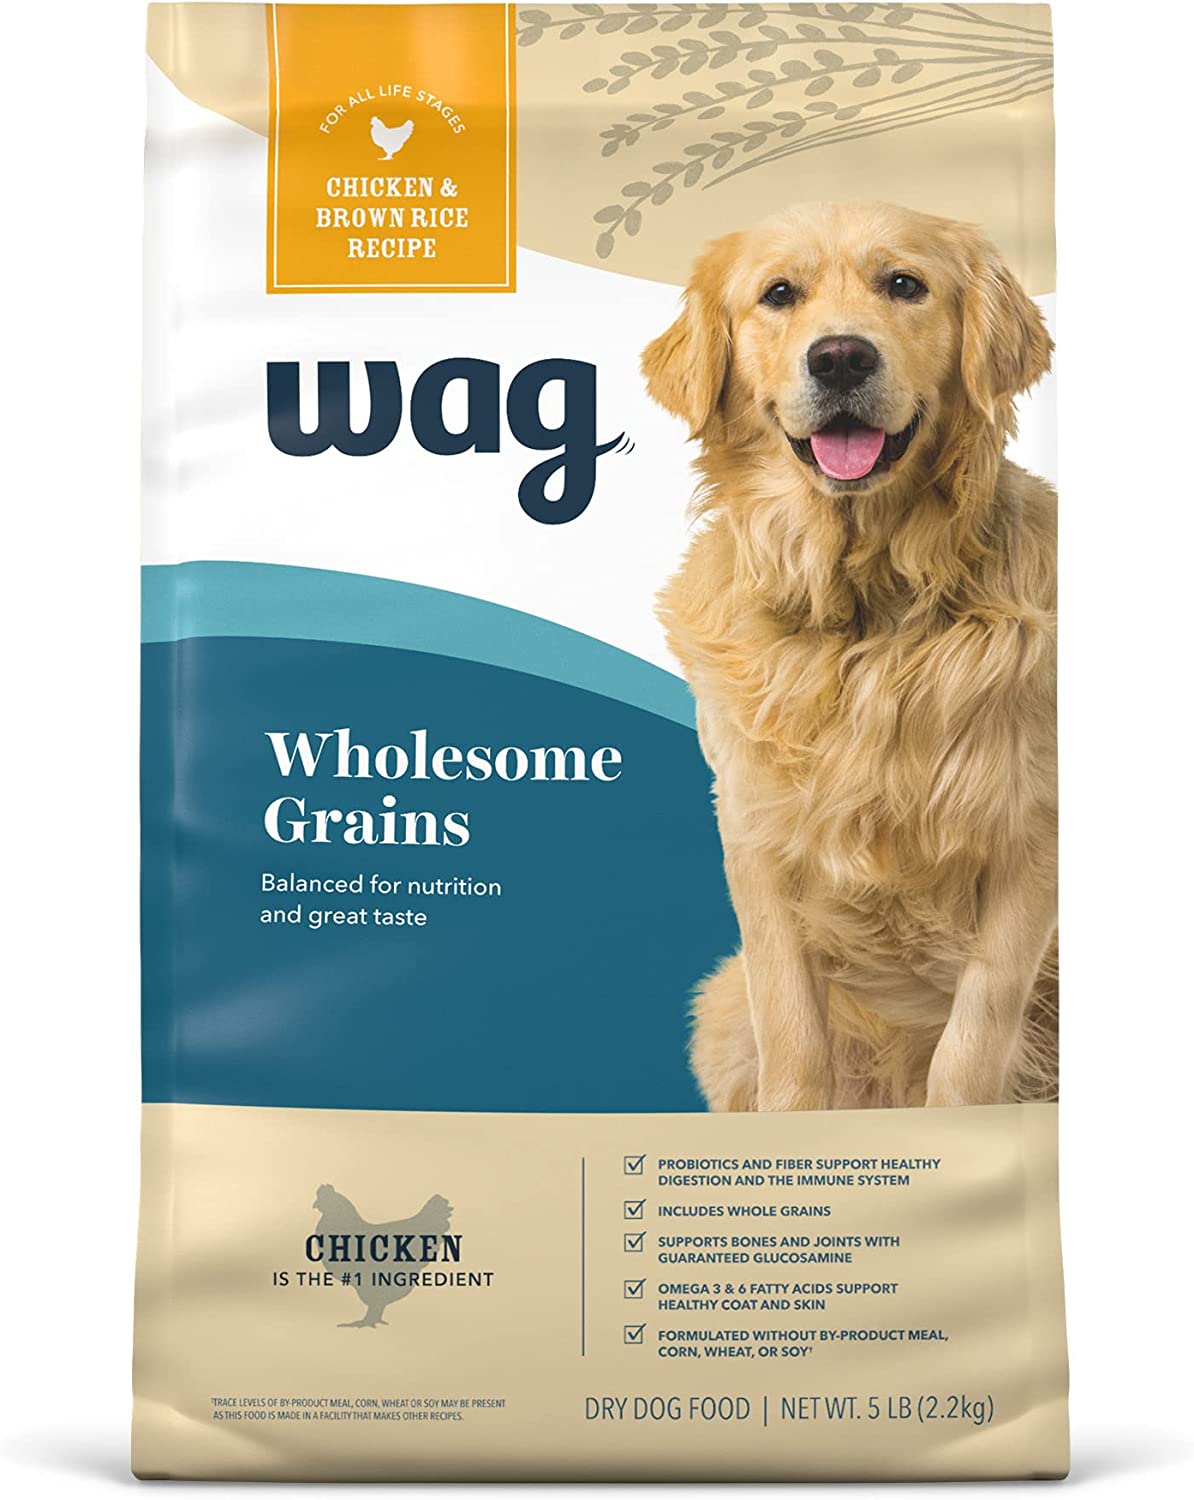 FOR ALL LIFE STAGES
CHICKEN &
BROWN RICE
RECIPE
wag
Wholesome
Grains
Balanced for nutrition
and great taste
CHICKEN
IS THE #1 INGREDIENT
PROBIOTICS AND FIBER SUPPORT HEALTHY
DIGESTION AND THE IMMUNE SYSTEM
INCLUDES WHOLE GRAINS
SUPPORTS BONES AND JOINTS WITH
GUARANTEED GLUCOSAMINE
OMEGA 3 & 6 FATTY ACIDS SUPPORT
HEALTHY COAT AND SKIN
FORMULATED WITHOUT BY-PRODUCT MEAL,
CORN, WHEAT, OR SOY†
†TRACE LEVELS OF BY-PRODUCT MEAL, CORN, WHEAT OR SOY MAY BE PRESENT
AS THIS FOOD IS MADE IN A FACILITY THAT MAKES OTHER RECIPES.
DRY DOG FOOD | NET WT. 5 LB (2.2kg)